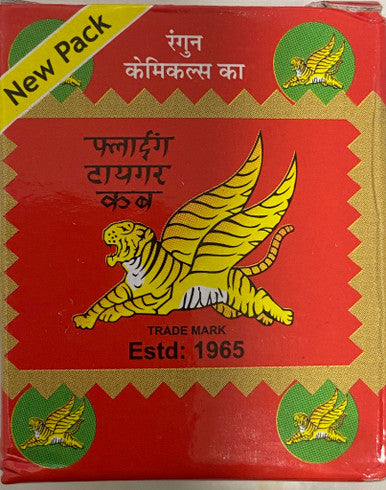 New Pack
रंगुन
केमिकल्स का
फ्लाईंग
टायगर
कब
TRADE MARK
Estd: 1965